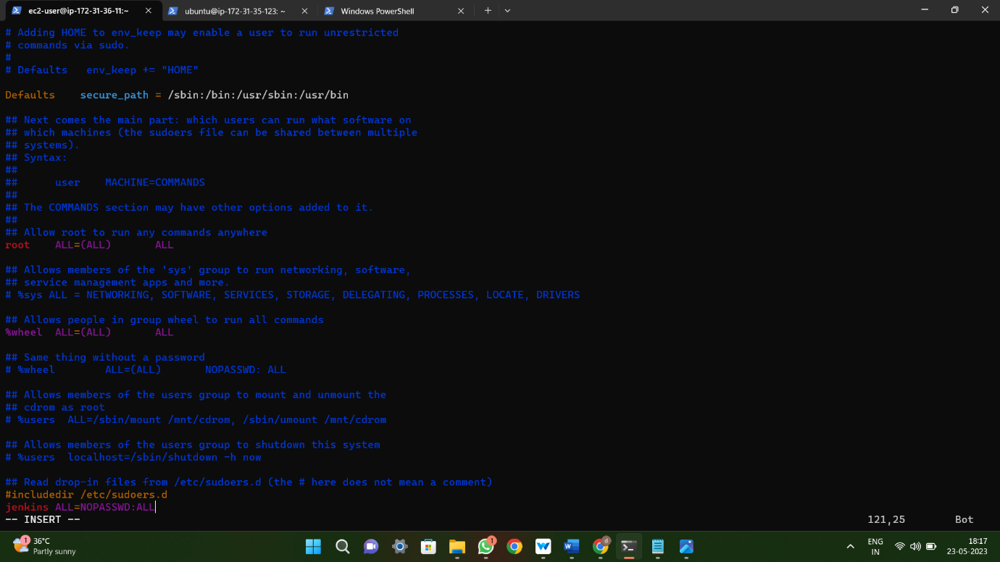 ec2-user@ip-172-31-36-11:~ ubuntu@ip-172-31-35-123: ~ Windows PowerShell
# Adding HOME to env_keep may enable a user to run unrestricted
# commands via sudo.
#
# Defaults   env_keep += "HOME"
Defaults    secure_path = /sbin:/bin:/usr/sbin:/usr/bin
## Next comes the main part: which users can run what software on
## which machines (the sudoers file can be shared between multiple
## systems).
## Syntax:
##
##      user    MACHINE=COMMANDS
##
## The COMMANDS section may have other options added to it.
##
## Allow root to run any commands anywhere
root    ALL=(ALL)       ALL
## Allows members of the 'sys' group to run networking, software,
## service management apps and more.
# %sys ALL = NETWORKING, SOFTWARE, SERVICES, STORAGE, DELEGATING, PROCESSES, LOCATE, DRIVERS
## Allows people in group wheel to run all commands
%wheel  ALL=(ALL)       ALL
## Same thing without a password
# %wheel        ALL=(ALL)       NOPASSWD: ALL
## Allows members of the users group to mount and unmount the
## cdrom as root
# %users  ALL=/sbin/mount /mnt/cdrom, /sbin/umount /mnt/cdrom
## Allows members of the users group to shutdown this system
# %users  localhost=/sbin/shutdown -h now
## Read drop-in files from /etc/sudoers.d (the # here does not mean a comment)
#includedir /etc/sudoers.d
jenkins ALL=NOPASSWD:ALL
-- INSERT -- 121,25 Bot
1 36°C
Partly sunny
1
W
d
ENG
IN
18:17
23-05-2023